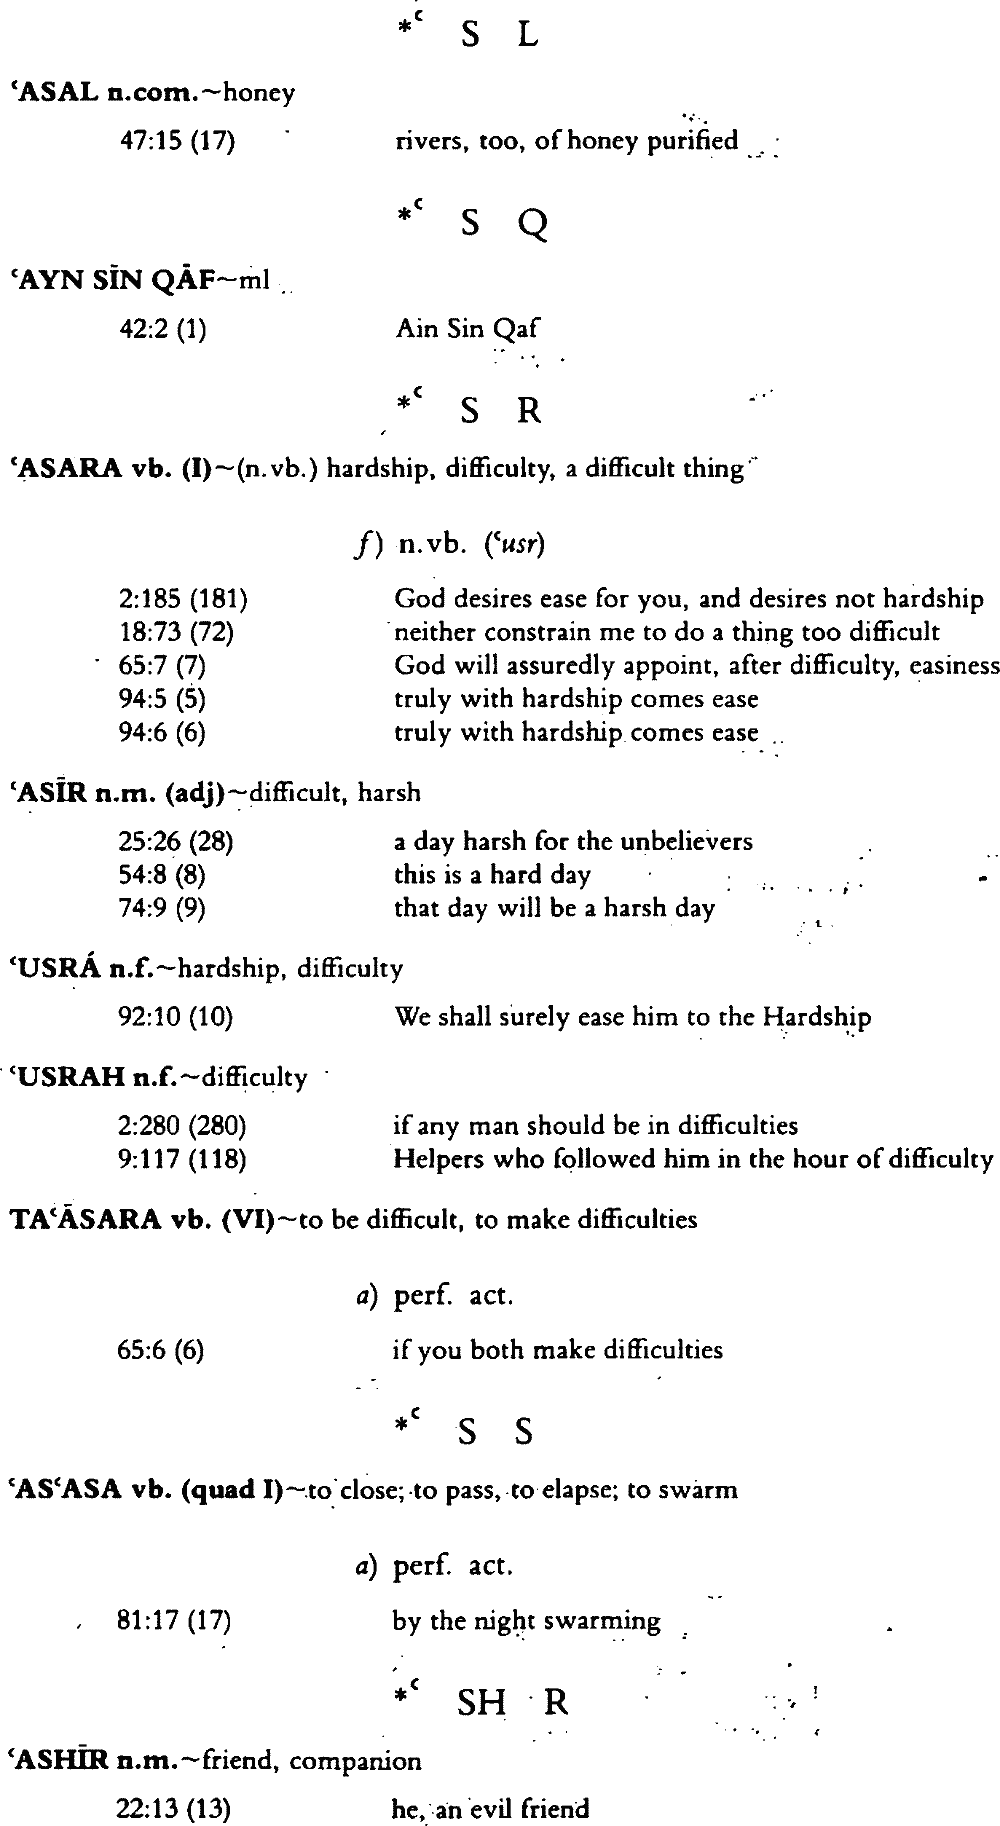 *ʿ S L
ʿASAL n.com.~honey
47:15 (17) rivers, too, of honey purified
*ʿ S Q
ʿAYN SĪN QĀF~ml
42:2 (1) Ain Sin Qaf
*ʿ S R
ʿASARA vb. (I)~(n.vb.) hardship, difficulty, a difficult thing
f) n.vb. (ʿusr)
2:185 (181) God desires ease for you, and desires not hardship
18:73 (72) neither constrain me to do a thing too difficult
65:7 (7) God will assuredly appoint, after difficulty, easiness
94:5 (5) truly with hardship comes ease
94:6 (6) truly with hardship comes ease
ʿASĪR n.m. (adj)~difficult, harsh
25:26 (28) a day harsh for the unbelievers
54:8 (8) this is a hard day
74:9 (9) that day will be a harsh day
ʿUSRÁ n.f.~hardship, difficulty
92:10 (10) We shall surely ease him to the Hardship
ʿUSRAH n.f.~difficulty
2:280 (280) if any man should be in difficulties
9:117 (118) Helpers who followed him in the hour of difficulty
TAʿĀSARA vb. (VI)~to be difficult, to make difficulties
a) perf. act.
65:6 (6) if you both make difficulties
*ʿ S S
ʿASʿASA vb. (quad I)~to close; to pass, to elapse; to swarm
a) perf. act.
81:17 (17) by the night swarming
*ʿ SH R
ʿASHĪR n.m.~friend, companion
22:13 (13) he, an evil friend